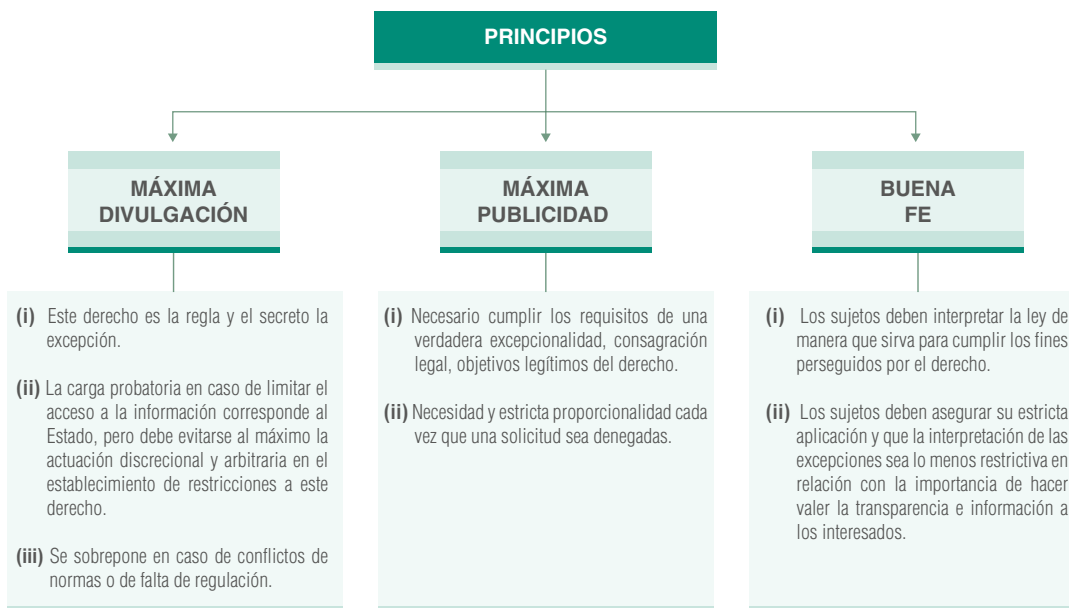 PRINCIPIOS
MÁXIMA
DIVULGACIÓN
(i) Este derecho es la regla y el secreto la
excepción.
(ii) La carga probatoria en caso de limitar el
acceso a la información corresponde al
Estado, pero debe evitarse al máximo la
actuación discrecional y arbitraria en el
establecimiento de restricciones a este
derecho.
(iii) Se sobrepone en caso de conflictos de
normas o de falta de regulación.
MÁXIMA
PUBLICIDAD
(i) Necesario cumplir los requisitos de una
verdadera excepcionalidad, consagración
legal, objetivos legítimos del derecho.
(ii) Necesidad y estricta proporcionalidad cada
vez que una solicitud sea denegadas.
BUENA
FE
(i) Los sujetos deben interpretar la ley de
manera que sirva para cumplir los fines
perseguidos por el derecho.
(ii) Los sujetos deben asegurar su estricta
aplicación y que la interpretación de las
excepciones sea lo menos restrictiva en
relación con la importancia de hacer
valer la transparencia e información a
los interesados.